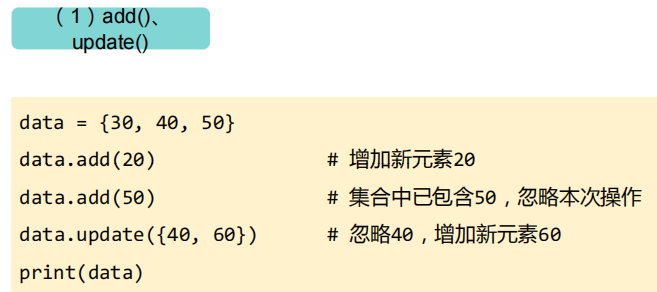 （1）add()、
update()
data = {30, 40, 50}
data.add(20) # 增加新元素20
data.add(50) # 集合中已包含50，忽略本次操作
data.update({40, 60}) # 忽略40，增加新元素60
print(data)